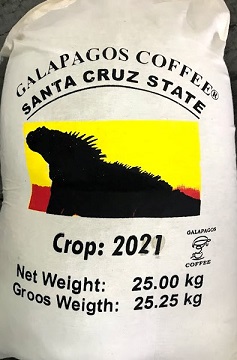 GALAPAGOS COFFEE®
SANTA CRUZ STATE
Crop: 2021
GALAPAGOS
COFFEE
Net Weight: 25.00 kg
Groos Weigth: 25.25 kg